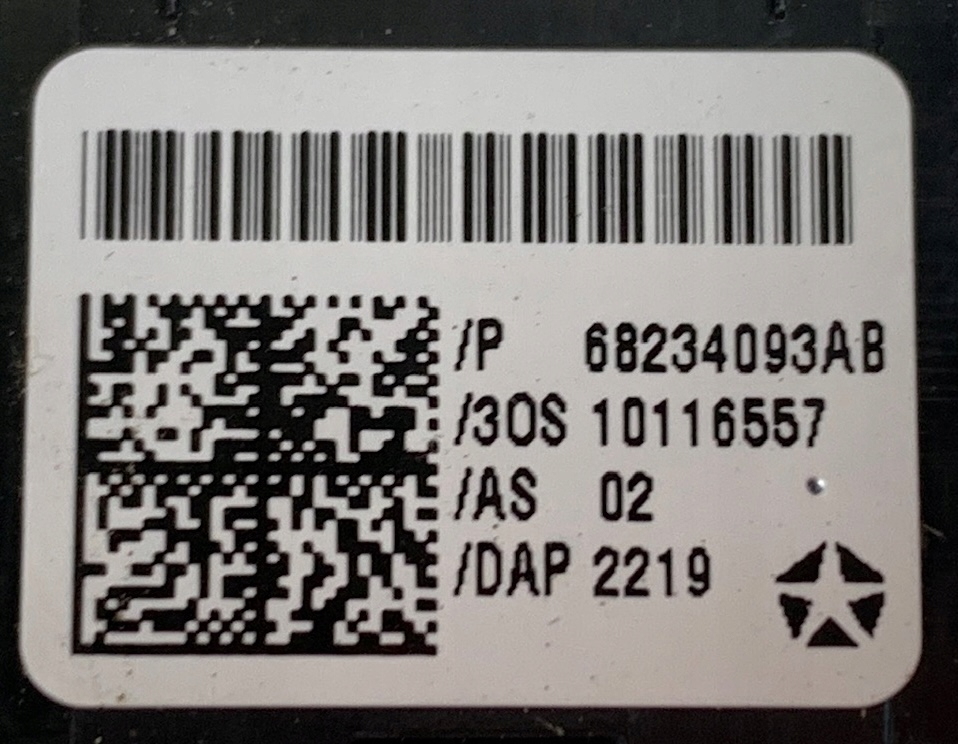 /P 68234093AB
/3OS 10116557
/AS 02
/DAP 2219